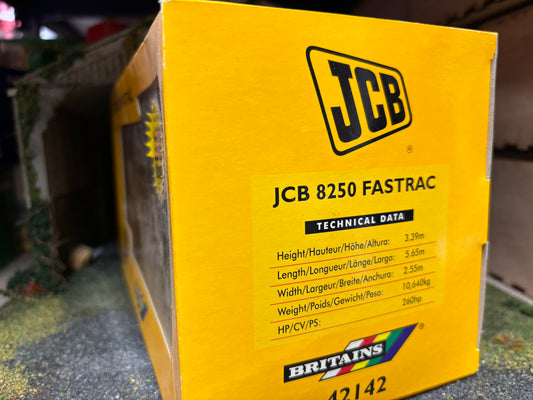 JCB
®
JCB 8250 FASTRAC
TECHNICAL DATA
Height/Hauteur/Höhe/Altura: 3.39m
Length/Longueur/Länge/Largo: 5.65m
Width/Largeur/Breite/Anchura: 2.55m
Weight/Poids/Gewicht/Peso: 10,640kg
HP/CV/PS: 260hp
BRITAINS®
42142